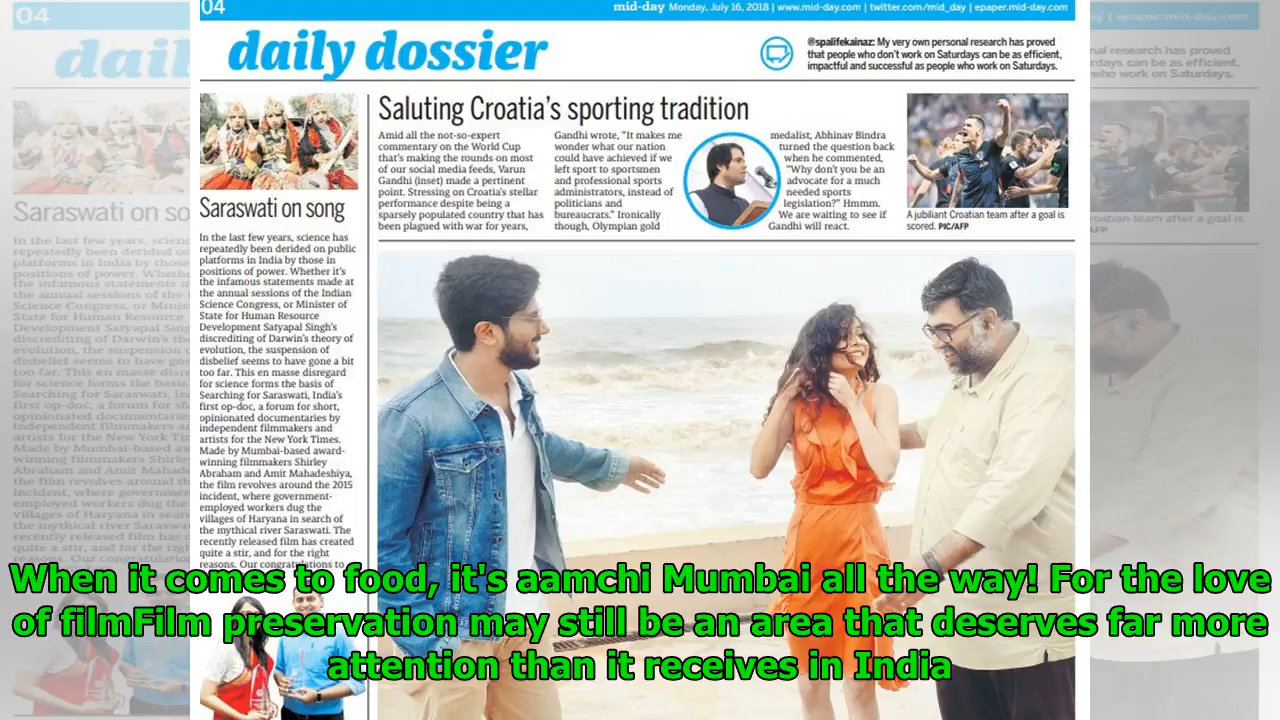 04
mid-day Monday, July 16, 2018 | www.mid-day.com | twitter.com/mid_day | epaper.mid-day.com
daily dossier
@spalifekainaz: My very own personal research has proved
that people who don't work on Saturdays can be as efficient,
impactful and successful as people who work on Saturdays.
Saraswati on song
In the last few years, science has
repeatedly been derided on public
platforms in India by those in
positions of power. Whether it's
the infamous statements made at
the annual sessions of the Indian
Science Congress, or Minister of
State for Human Resource
Development Satyapal Singh's
discrediting of Darwin's theory of
evolution, the suspension of
disbelief seems to have gone a bit
too far. This en masse disregard
for science forms the basis of
Searching for Saraswati, India's
first op-doc, a forum for short,
opinionated documentaries by
independent filmmakers and
artists for the New York Times.
Made by Mumbai-based award-
winning filmmakers Shirley
Abraham and Amit Mahadeshiya,
the film revolves around the 2015
incident, where government-
employed workers dug the
villages of Haryana in search of
the mythical river Saraswati. The
recently released film has created
quite a stir, and for the right
reasons. Our congratulations to
Saluting Croatia's sporting tradition
Amid all the not-so-expert
commentary on the World Cup
that's making the rounds on most
of our social media feeds, Varun
Gandhi (inset) made a pertinent
point. Stressing on Croatia's stellar
performance despite being a
sparsely populated country that has
been plagued with war for years,
Gandhi wrote, "It makes me
wonder what our nation
could have achieved if we
left sport to sportsmen
and professional sports
administrators, instead of
politicians and
bureaucrats." Ironically
though, Olympic gold
medalist, Abhinav Bindra
turned the question back
when he commented,
"Why don't you be an
advocate for a much
needed sports
legislation?" Hmmm.
We are waiting to see if
Gandhi will react.
A jubiliant Croatian team after a goal is
scored. PIC/AFP
When it comes to food, it's aamchi Mumbai all the way! For the love
of filmFilm preservation may still be an area that deserves far more
attention than it receives in India